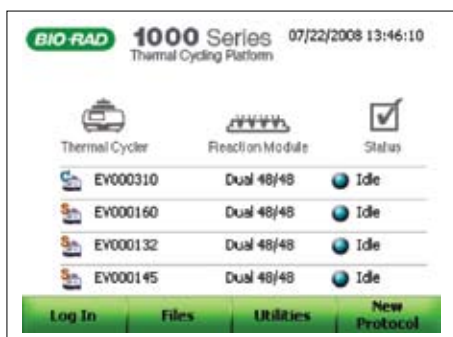 BIO-RAD 1000 Series 07/22/2008 13:46:10
Thermal Cycling Platform
Thermal Cycler Reaction Module Status
C EV000310 Dual 48/48 Idle
S EV000160 Dual 48/48 Idle
S EV000132 Dual 48/48 Idle
S EV000145 Dual 48/48 Idle
Log In Files Utilities New Protocol